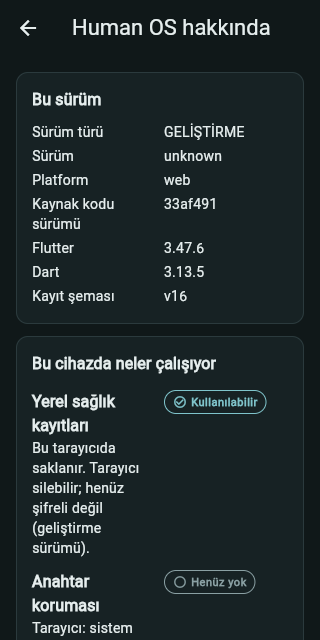 Human OS hakkında
Bu sürüm
Sürüm türü GELİŞTİRME
Sürüm unknown
Platform web
Kaynak kodu 33af491
sürümü
Flutter 3.47.6
Dart 3.13.5
Kayıt şeması v16
Bu cihazda neler çalışıyor
Yerel sağlık Kullanılabilir
kayıtları
Bu tarayıcıda
saklanır. Tarayıcı
silebilir; henüz
şifreli değil
(geliştirme
sürümü).
Anahtar Henüz yok
koruması
Tarayıcı: sistem